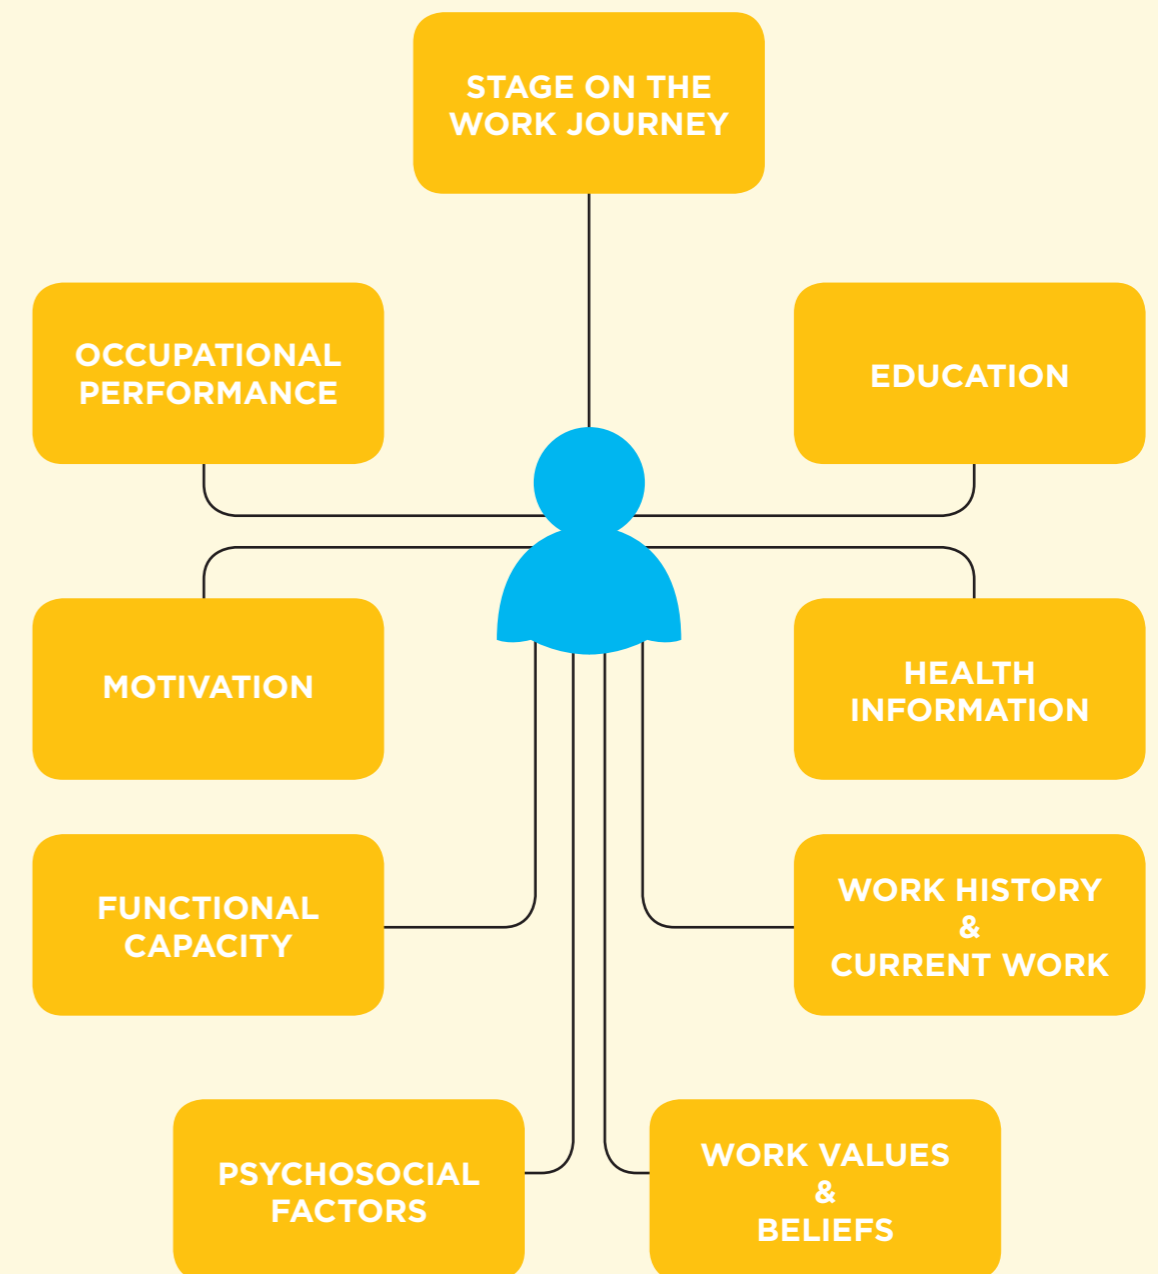 STAGE ON THE
WORK JOURNEY
OCCUPATIONAL
PERFORMANCE
EDUCATION
MOTIVATION
HEALTH
INFORMATION
FUNCTIONAL
CAPACITY
WORK HISTORY
&
CURRENT WORK
PSYCHOSOCIAL
FACTORS
WORK VALUES
&
BELIEFS